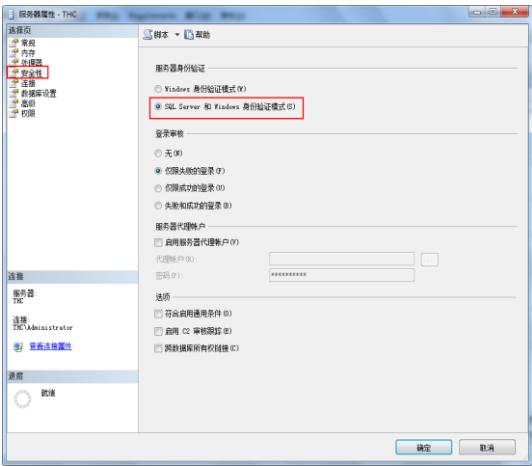 服务器属性 - THC
选择页
常规
内存
处理器
安全性
连接
数据库设置
高级
权限
脚本
帮助
服务器身份验证
Windows 身份验证模式(W)
SQL Server 和 Windows 身份验证模式(S)
登录审核
无(N)
仅限失败的登录(F)
仅限成功的登录(U)
失败和成功的登录(B)
服务器代理帐户
启用服务器代理帐户(V)
代理帐户(R):
...
密码(P):
**********
选项
符合启用通用条件(D)
启用 C2 审核跟踪(E)
跨数据库所有权链接(C)
连接
服务器:
THC
连接:
THC\Administrator
查看连接属性
进度
就绪
确定
取消